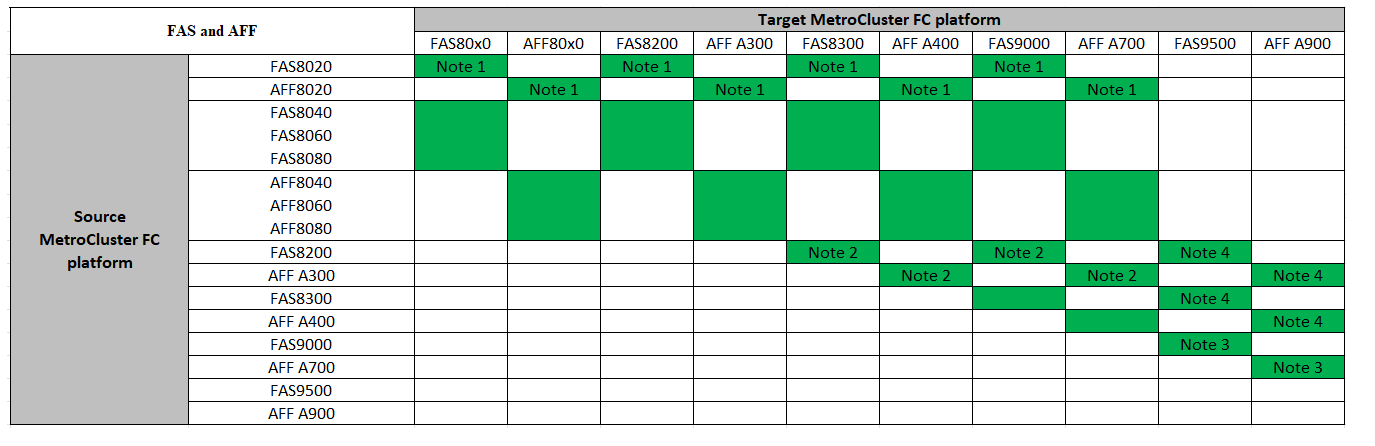 FAS and AFF
Target MetroCluster FC platform
FAS80x0 AFF80x0 FAS8200 AFF A300 FAS8300 AFF A400 FAS9000 AFF A700 FAS9500 AFF A900
Source
MetroCluster FC
platform
FAS8020 Note 1 Note 1 Note 1 Note 1
AFF8020 Note 1 Note 1 Note 1 Note 1
FAS8040
FAS8060
FAS8080
AFF8040
AFF8060
AFF8080
FAS8200 Note 2 Note 2 Note 4
AFF A300 Note 2 Note 2 Note 4
FAS8300 Note 4
AFF A400 Note 4
FAS9000 Note 3
AFF A700 Note 3
FAS9500
AFF A900